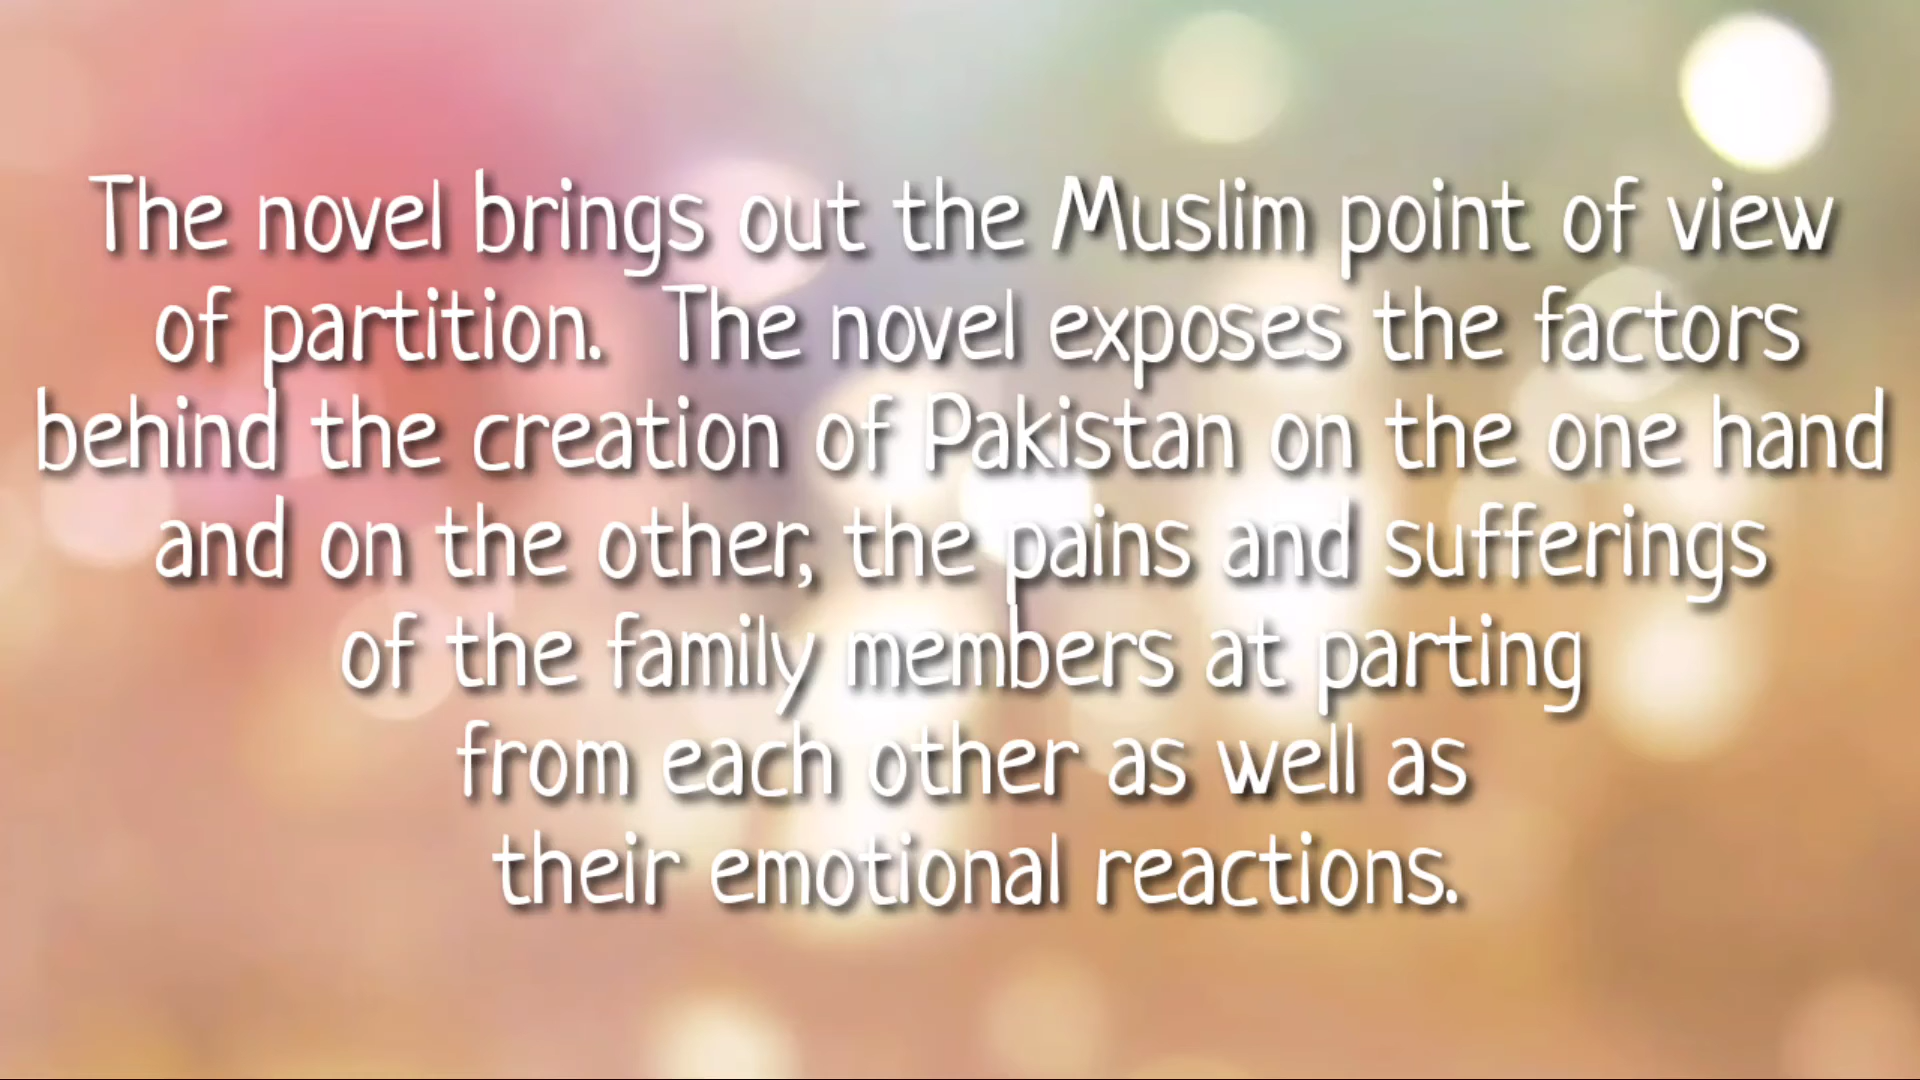 The novel brings out the Muslim point of view
of partition.  The novel exposes the factors
behind the creation of Pakistan on the one hand
and on the other, the pains and sufferings
of the family members at parting
from each other as well as
their emotional reactions.